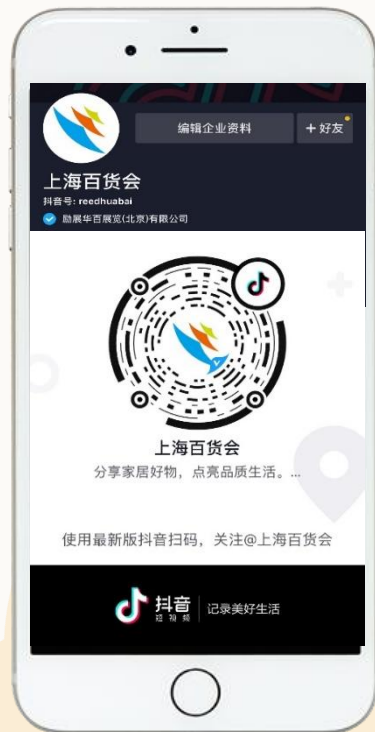 编辑企业资料
+ 好友
上海百货会
抖音号: reedhuabai
励展华百展览(北京)有限公司
上海百货会
分享家居好物，点亮品质生活。...
使用最新版抖音扫码，关注@上海百货会
抖音
短视频
记录美好生活